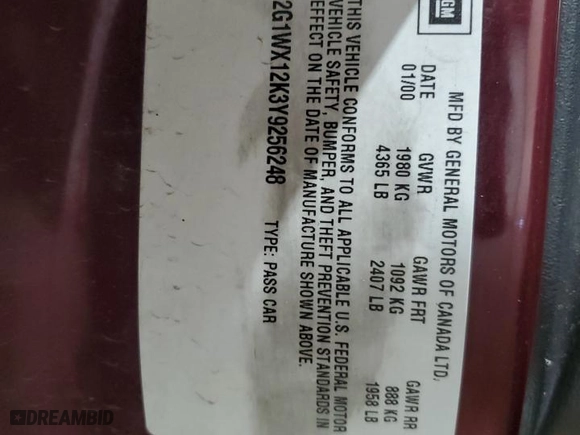 GM
MFD BY GENERAL MOTORS OF CANADA LTD.
DATE GVWR GAWR FRT GAWR RR
01/00 1980 KG 1092 KG 888 KG
4365 LB 2407 LB 1958 LB
THIS VEHICLE CONFORMS TO ALL APPLICABLE U.S. FEDERAL MOTOR
VEHICLE SAFETY, BUMPER, AND THEFT PREVENTION STANDARDS IN
EFFECT ON THE DATE OF MANUFACTURE SHOWN ABOVE.
2G1WX12K3Y9256248 TYPE: PASS CAR
DREAMBID